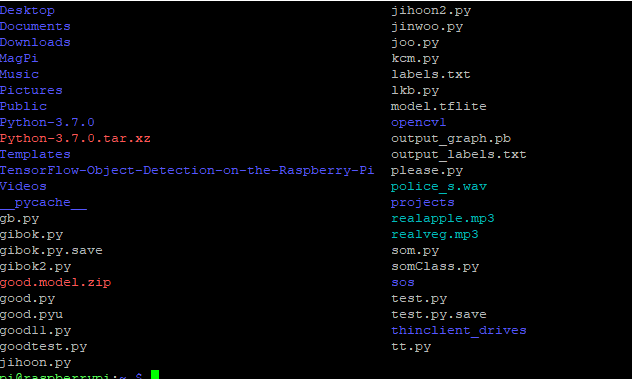 Desktop
Documents
Downloads
MagPi
Music
Pictures
Public
Python-3.7.0
Python-3.7.0.tar.xz
Templates
TensorFlow-Object-Detection-on-the-Raspberry-Pi
Videos
__pycache__
gb.py
gibok.py
gibok.py.save
gibok2.py
good.model.zip
good.py
good.pyu
goodll.py
goodtest.py
jihoon.py
jihoon2.py
jinwoo.py
joo.py
kcm.py
labels.txt
lkb.py
model.tflite
opencv1
output_graph.pb
output_labels.txt
please.py
police_s.wav
projects
realapple.mp3
realveg.mp3
som.py
somClass.py
sos
test.py
test.py.save
thinclient_drives
tt.py
pi@raspberrypi:~ $